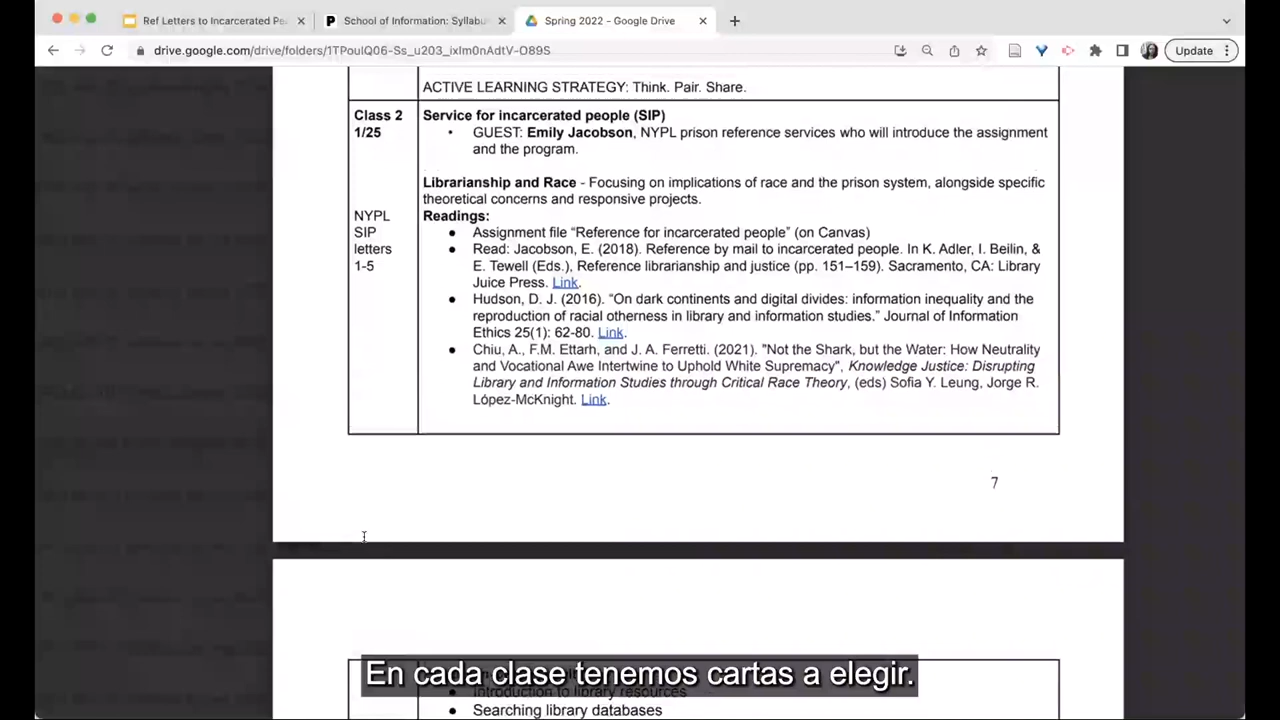 Ref Letters to Incarcerated Pe
School of Information: Syllabu
Spring 2022 - Google Drive
drive.google.com/drive/folders/1TPoulQ06-Ss_u203_ixIm0nAdtV-O89S
Update
ACTIVE LEARNING STRATEGY: Think. Pair. Share.
Class 2
1/25
Service for incarcerated people (SIP)
• GUEST: Emily Jacobson, NYPL prison reference services who will introduce the assignment
and the program.
Librarianship and Race - Focusing on implications of race and the prison system, alongside specific
theoretical concerns and responsive projects.
NYPL
SIP
letters
1-5
Readings:
● Assignment file “Reference for incarcerated people” (on Canvas)
● Read: Jacobson, E. (2018). Reference by mail to incarcerated people. In K. Adler, I. Beilin, &
E. Tewell (Eds.), Reference librarianship and justice (pp. 151–159). Sacramento, CA: Library
Juice Press. Link.
● Hudson, D. J. (2016). “On dark continents and digital divides: information inequality and the
reproduction of racial otherness in library and information studies.” Journal of Information
Ethics 25(1): 62-80. Link.
● Chiu, A., F.M. Ettarh, and J. A. Ferretti. (2021). "Not the Shark, but the Water: How Neutrality
and Vocational Awe Intertwine to Uphold White Supremacy", Knowledge Justice: Disrupting
Library and Information Studies through Critical Race Theory, (eds) Sofia Y. Leung, Jorge R.
López-McKnight. Link.
7
En cada clase tenemos cartas a elegir.
● Introduction to library resources
● Searching library databases